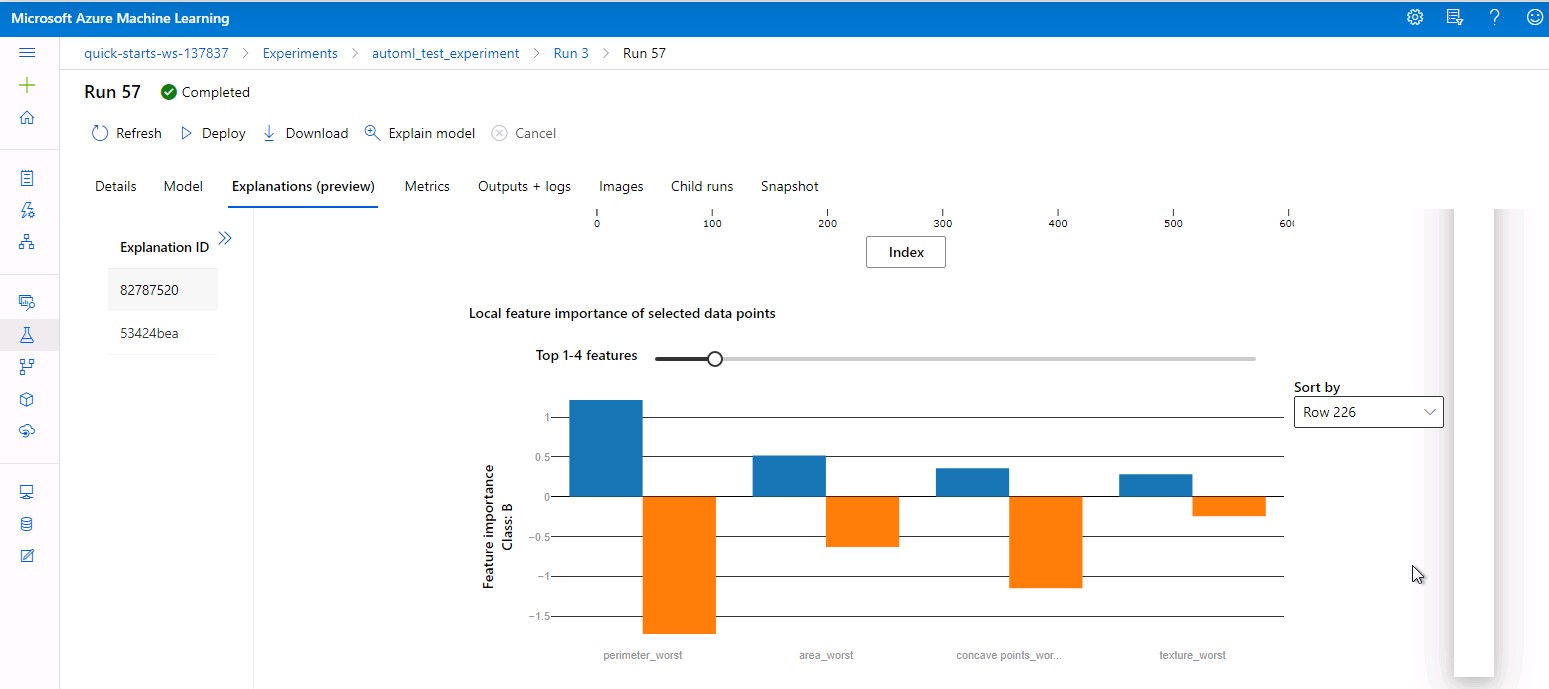 Microsoft Azure Machine Learning
quick-starts-ws-137837 > Experiments > automl_test_experiment > Run 3 > Run 57
Run 57 Completed
Refresh Deploy Download Explain model Cancel
Details Model Explanations (preview) Metrics Outputs + logs Images Child runs Snapshot
0 100 200 300 400 500 600
Explanation ID
Index
82787520
53424bea
Local feature importance of selected data points
Top 1-4 features
Sort by
Row 226
1
0.5
0
−0.5
−1
−1.5
Feature importance
Class: B
perimeter_worst area_worst concave points_wor... texture_worst